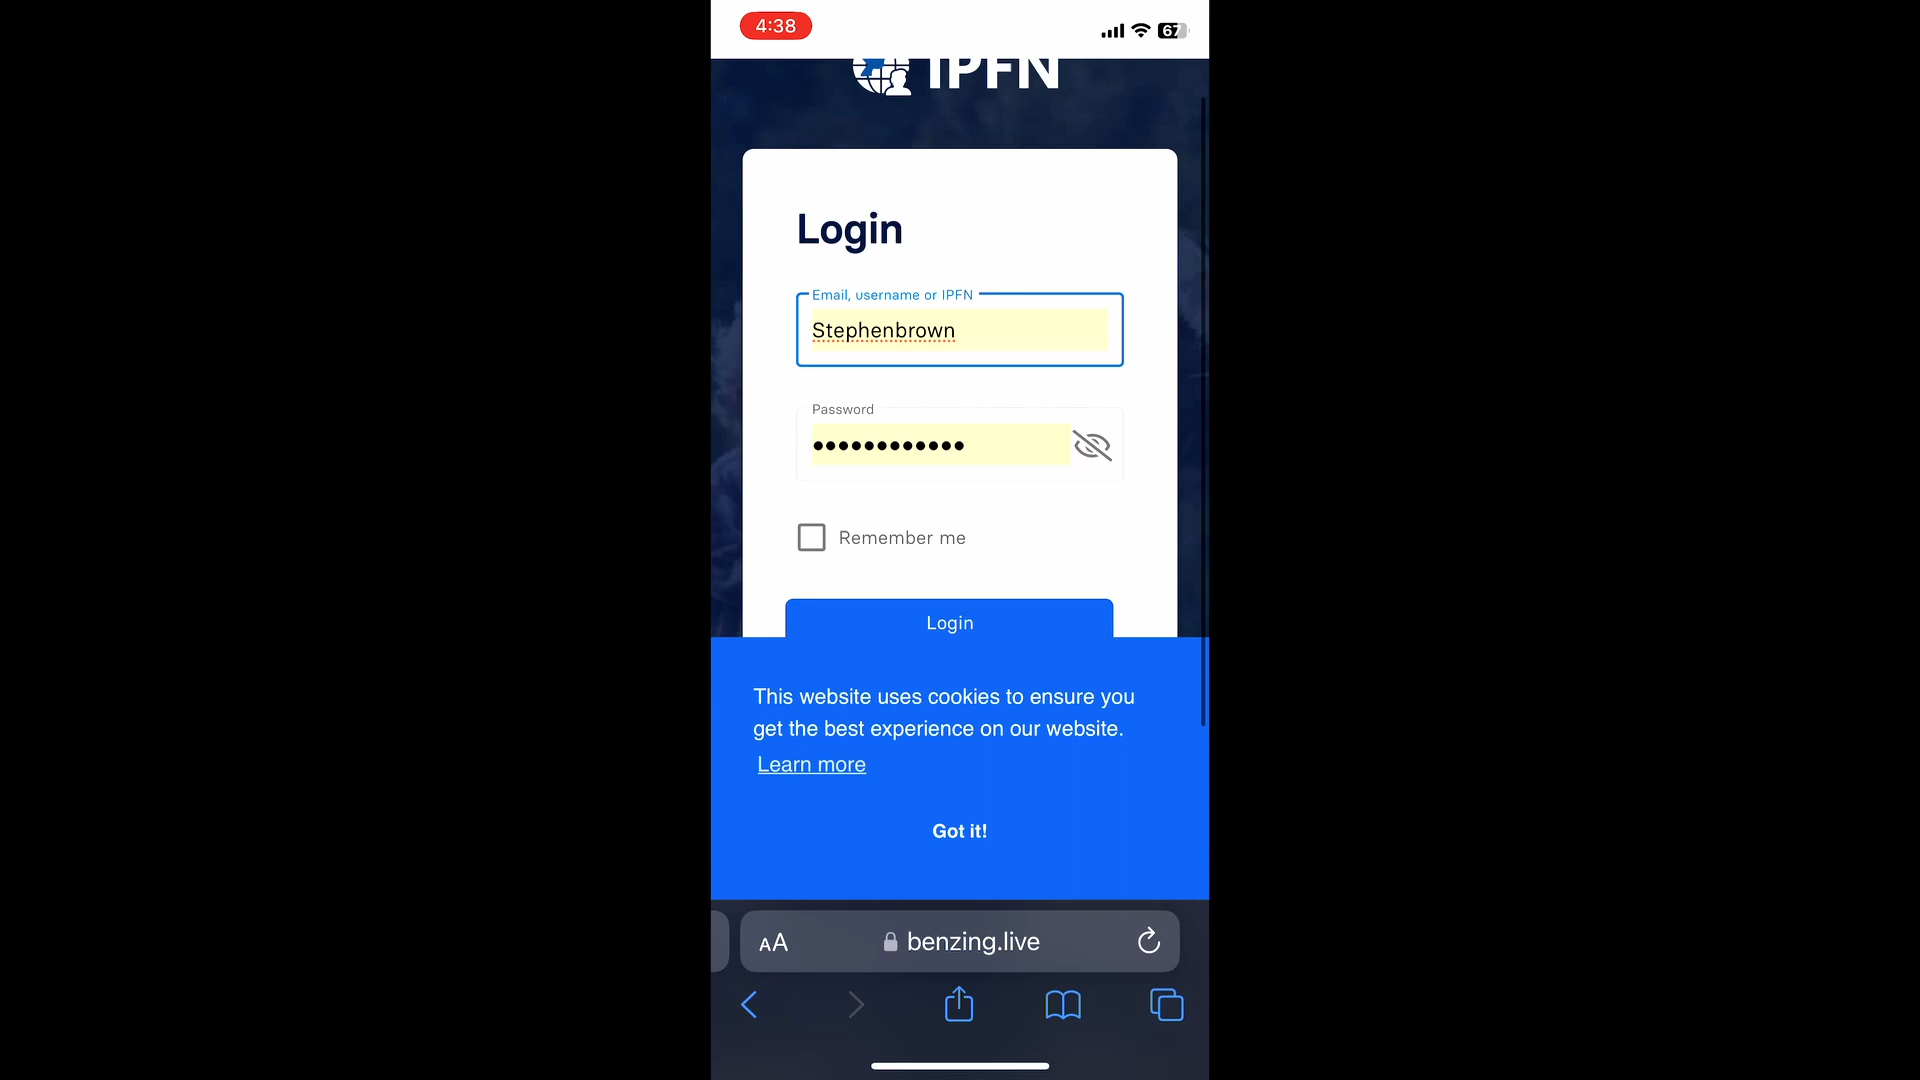 4:38
67
IPFN
Login
Email, username or IPFN
Stephenbrown
Password
Remember me
Login
This website uses cookies to ensure you
get the best experience on our website.
Learn more
Got it!
AA
benzing.live